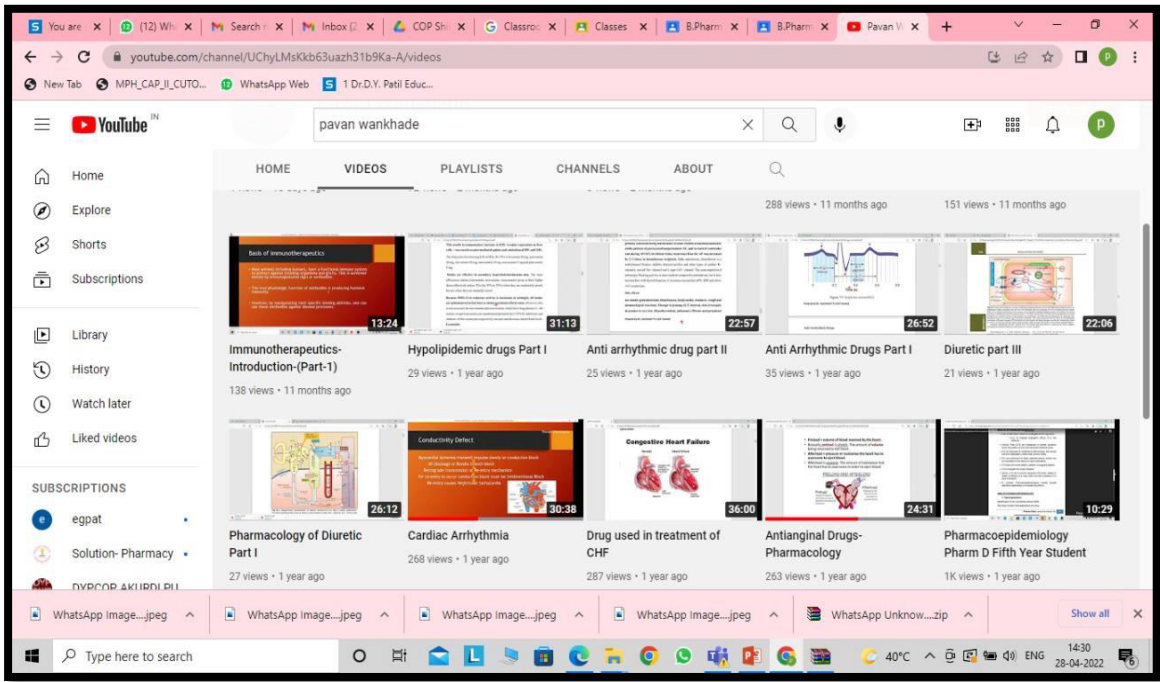 You are
(12) Wh
Search r
Inbox (2
COP Sh
Classroo
Classes
B.Pharm
B.Pharm
Pavan W
youtube.com/channel/UChyLMsKkb63uazh31b9Ka-A/videos
New Tab
MPH_CAP_II_CUTO...
WhatsApp Web
1 Dr.D.Y. Patil Educ...
YouTube IN
pavan wankhade
HOME VIDEOS PLAYLISTS CHANNELS ABOUT
Home
Explore
Shorts
Subscriptions
Library
History
Watch later
Liked videos
SUBSCRIPTIONS
egpat
Solution- Pharmacy
DYPCOP AKURDI PU
288 views • 11 months ago
151 views • 11 months ago
Basis of Immunotherapeutics
13:24
Immunotherapeutics-
Introduction-(Part-1)
138 views • 11 months ago
31:13
Hypolipidemic drugs Part I
29 views • 1 year ago
22:57
Anti arrhythmic drug part II
25 views • 1 year ago
26:52
Anti Arrhythmic Drugs Part I
35 views • 1 year ago
22:06
Diuretic part III
21 views • 1 year ago
26:12
Pharmacology of Diuretic
Part I
27 views • 1 year ago
Conductivity Defect
30:38
Cardiac Arrhythmia
268 views • 1 year ago
Congestive Heart Failure
36:00
Drug used in treatment of
CHF
287 views • 1 year ago
24:31
Antianginal Drugs-
Pharmacology
263 views • 1 year ago
10:29
Pharmacoepidemiology
Pharm D Fifth Year Student
1K views • 1 year ago
WhatsApp Image....jpeg
WhatsApp Image....jpeg
WhatsApp Image....jpeg
WhatsApp Image....jpeg
WhatsApp Unknow....zip
Show all
Type here to search
40°C
ENG
14:30
28-04-2022